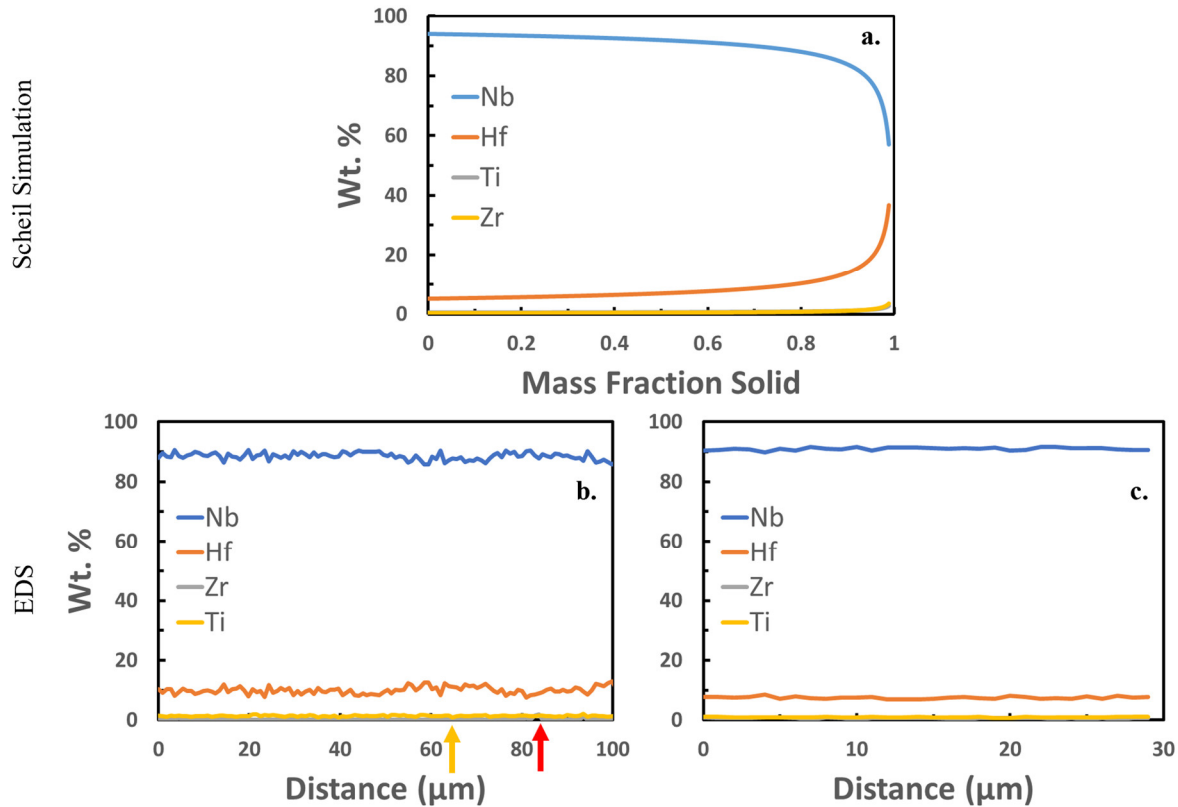 Scheil Simulation
Wt. %
100
80
60
40
20
0
a.
Nb
Hf
Ti
Zr
0 0.2 0.4 0.6 0.8 1
Mass Fraction Solid
EDS
Wt. %
100
80
60
40
20
0
b.
Nb
Hf
Zr
Ti
0 20 40 60 80 100
Distance (µm)
100
80
60
40
20
0
c.
Nb
Hf
Zr
Ti
0 10 20 30
Distance (µm)